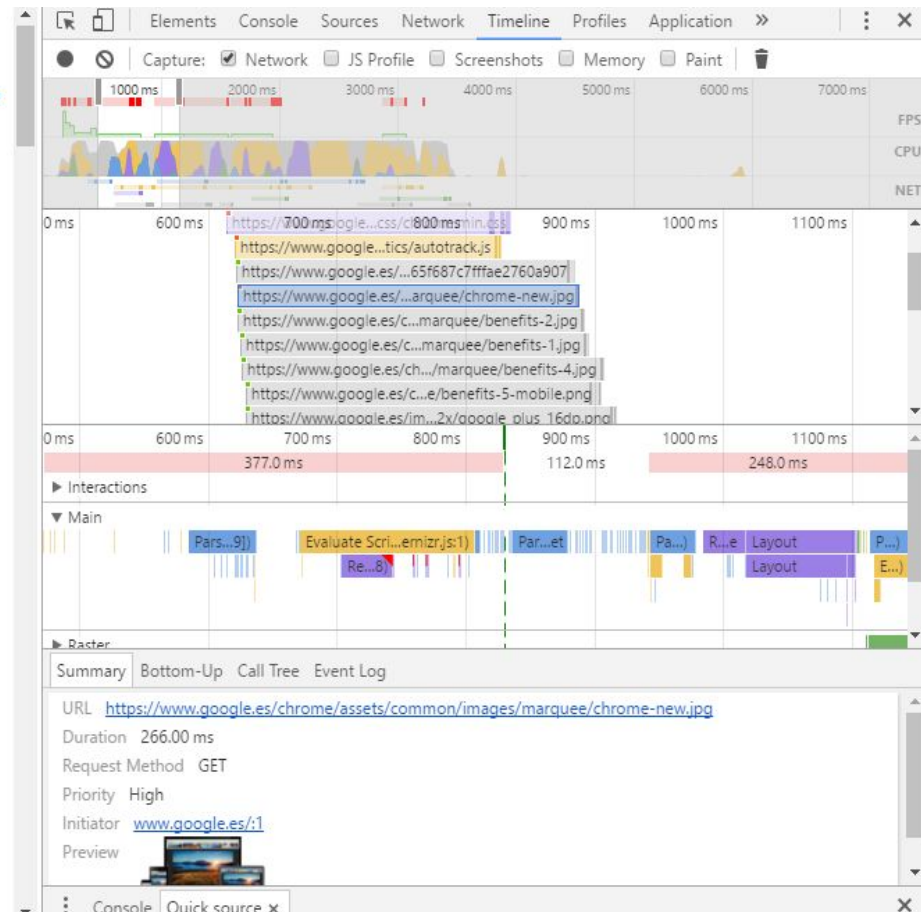 Elements Console Sources Network Timeline Profiles Application »
Capture: Network JS Profile Screenshots Memory Paint
1000 ms 2000 ms 3000 ms 4000 ms 5000 ms 6000 ms 7000 ms
FPS
CPU
NET
0 ms 600 ms 700 ms 800 ms 900 ms 1000 ms 1100 ms
https://www.google...tics/autotrack.js
https://www.google.es/...65f687c7fffae2760a907
https://www.google.es/...arquee/chrome-new.jpg
https://www.google.es/c...marquee/benefits-2.jpg
https://www.google.es/c...marquee/benefits-1.jpg
https://www.google.es/ch.../marquee/benefits-4.jpg
https://www.google.es/c...e/benefits-5-mobile.png
https://www.google.es/im...2x/google_plus_16dp.png
0 ms 600 ms 700 ms 800 ms 900 ms 1000 ms 1100 ms
377.0 ms 112.0 ms 248.0 ms
Interactions
Main
Pars...9]) Evaluate Scri...ernizr.js:1) Par...et Pa...) R...e Layout P...)
Re...8) Layout E...)
Raster
Summary Bottom-Up Call Tree Event Log
URL https://www.google.es/chrome/assets/common/images/marquee/chrome-new.jpg
Duration 266.00 ms
Request Method GET
Priority High
Initiator www.google.es/:1
Preview
Console Quick source ×